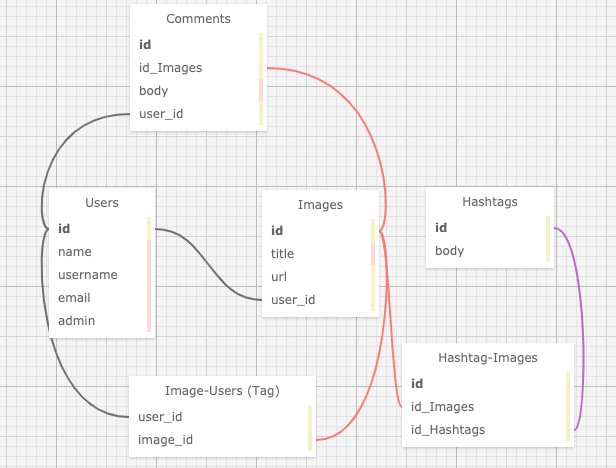 Comments
id
id_Images
body
user_id
Users
id
name
username
email
admin
Images
id
title
url
user_id
Hashtags
id
body
Image-Users (Tag)
user_id
image_id
Hashtag-Images
id
id_Images
id_Hashtags